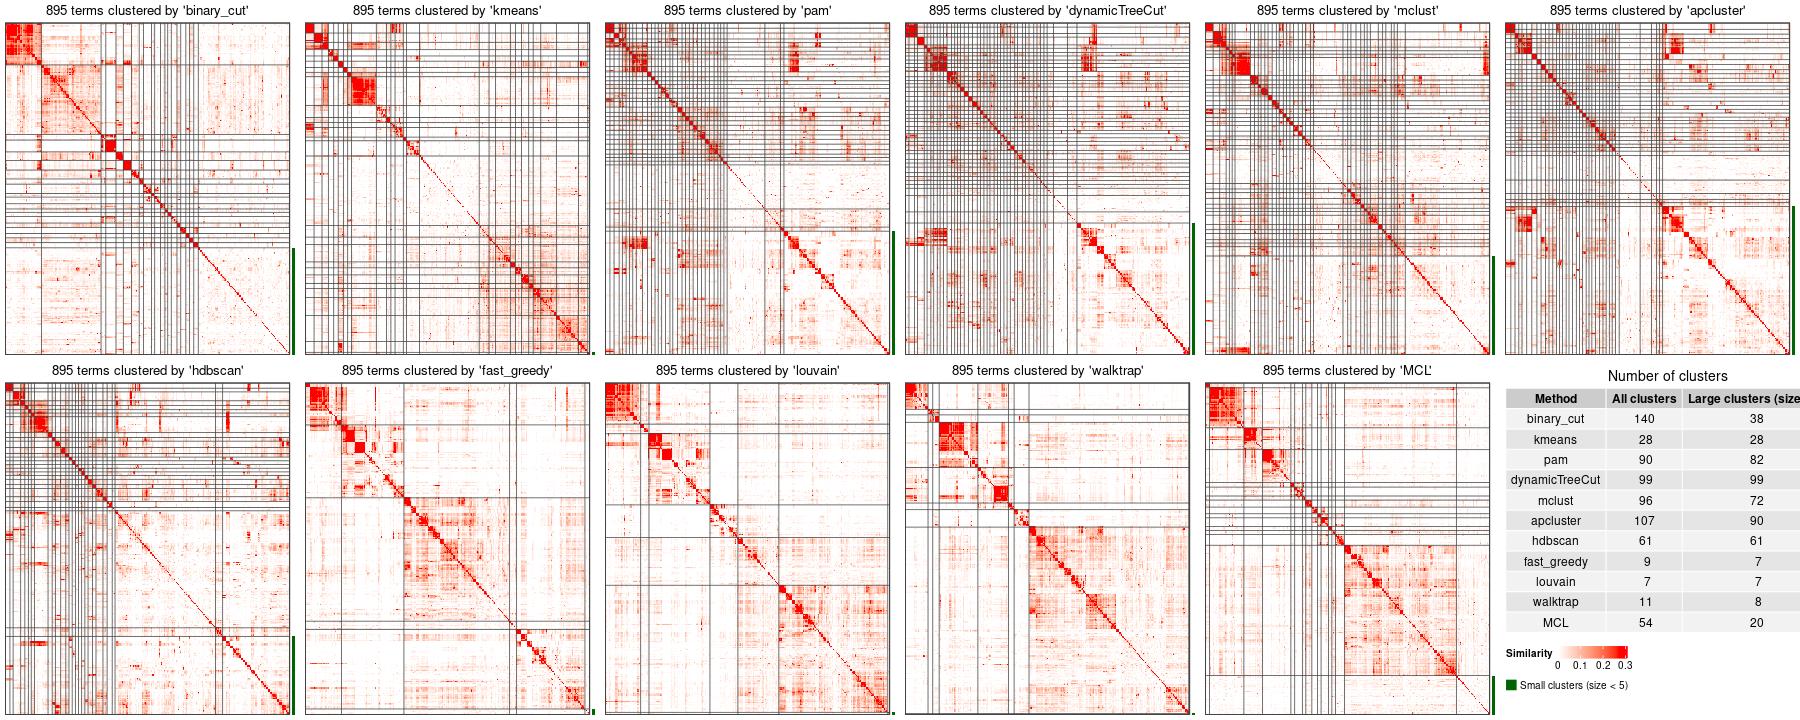 895 terms clustered by 'binary_cut'
895 terms clustered by 'kmeans'
895 terms clustered by 'pam'
895 terms clustered by 'dynamicTreeCut'
895 terms clustered by 'mclust'
895 terms clustered by 'apcluster'
895 terms clustered by 'hdbscan'
895 terms clustered by 'fast_greedy'
895 terms clustered by 'louvain'
895 terms clustered by 'walktrap'
895 terms clustered by 'MCL'
Number of clusters
Method All clusters Large clusters (size
binary_cut 140 38
kmeans 28 28
pam 90 82
dynamicTreeCut 99 99
mclust 96 72
apcluster 107 90
hdbscan 61 61
fast_greedy 9 7
louvain 7 7
walktrap 11 8
MCL 54 20
Similarity
0 0.1 0.2 0.3
Small clusters (size < 5)